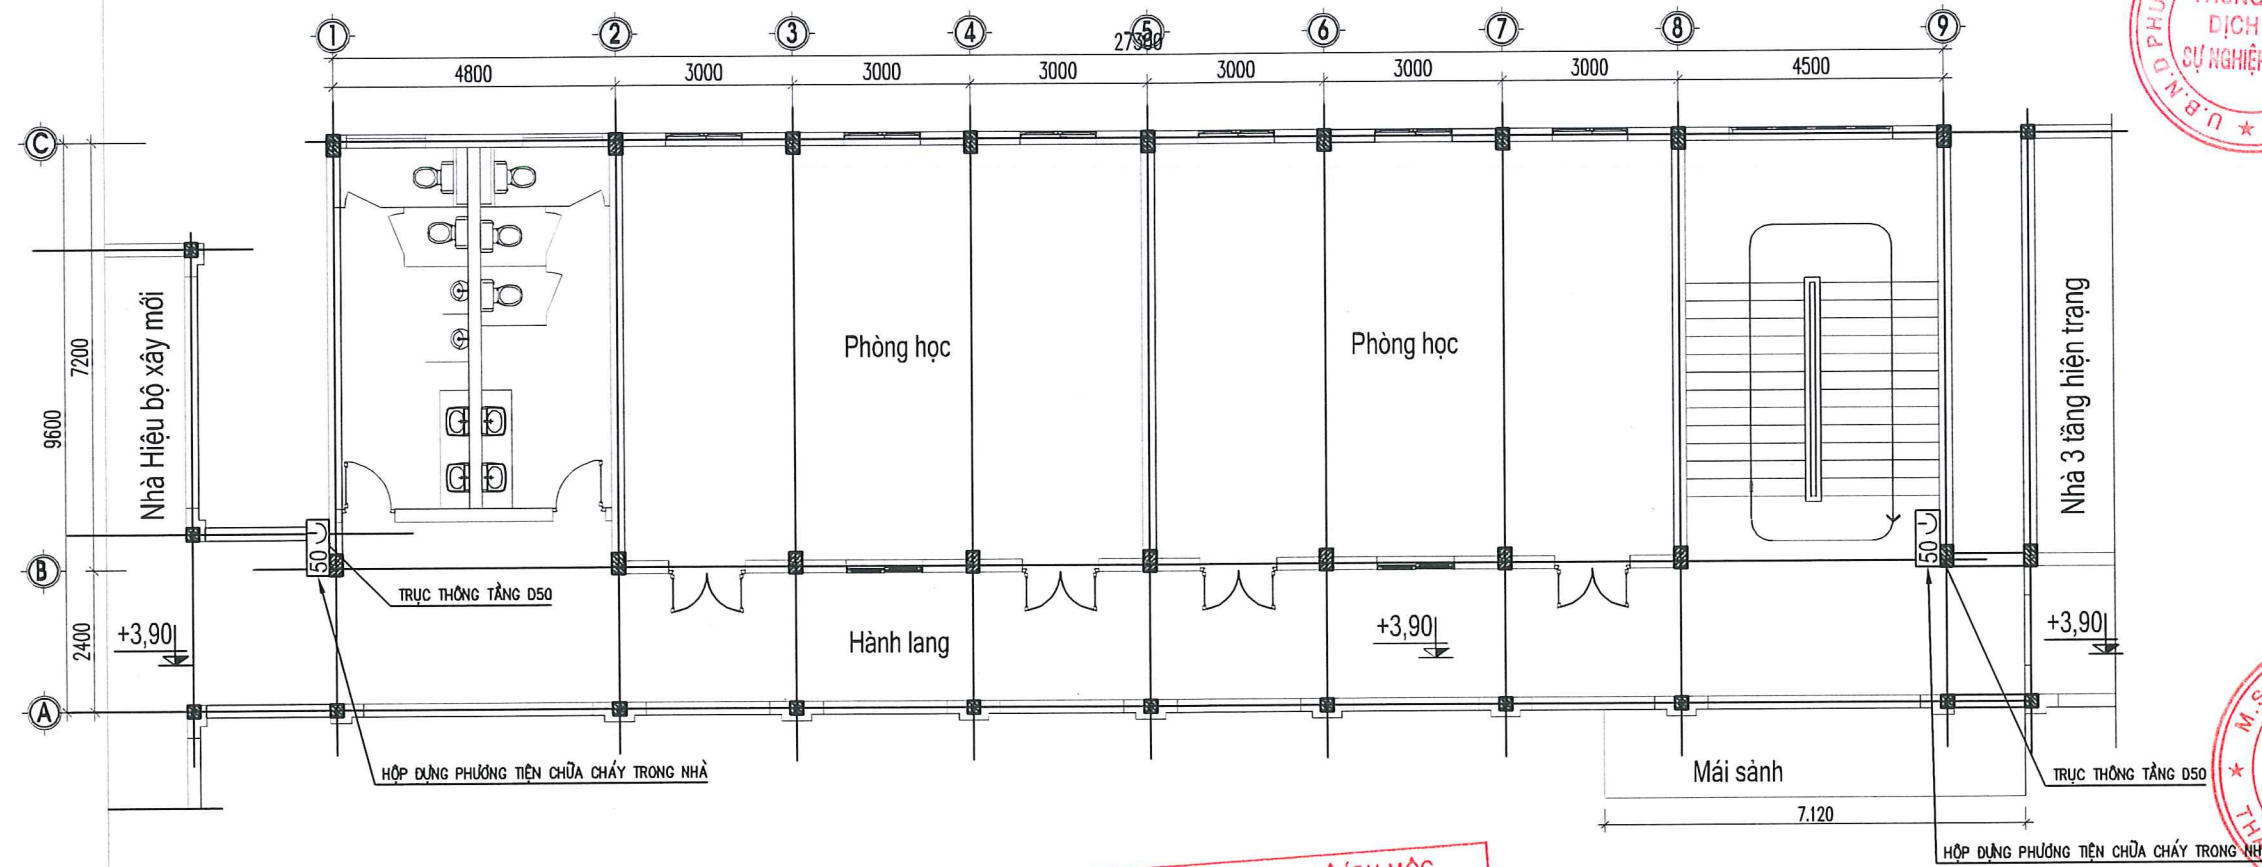 1 2 3 4 5 6 7 8 9
27300
4800 3000 3000 3000 3000 3000 3000 4500
DỊCH
SỰ NGHIỆP
U.B.N.D
C
B
A
7200
9600
2400
Nhà Hiệu bộ xây mới
Phòng học
Phòng học
Nhà 3 tầng hiện trạng
50
50
TRỤC THÔNG TẦNG D50
+3,90
Hành lang
+3,90
+3,90
HỘP ĐỰNG PHƯƠNG TIỆN CHỮA CHÁY TRONG NHÀ
Mái sảnh
TRỤC THÔNG TẦNG D50
7.120
HỘP ĐỰNG PHƯƠNG TIỆN CHỮA CHÁY TRONG